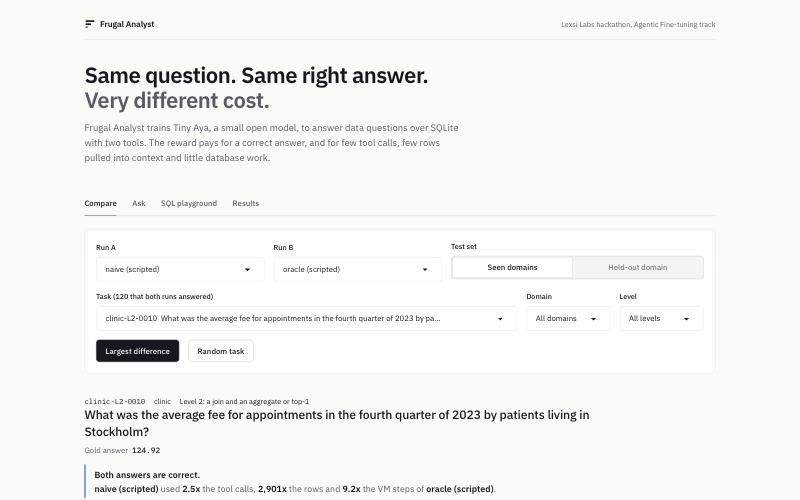 Frugal Analyst
Lexsi Labs hackathon, Agentic Fine-tuning track
Same question. Same right answer.
Very different cost.
Frugal Analyst trains Tiny Aya, a small open model, to answer data questions over SQLite
with two tools. The reward pays for a correct answer, and for few tool calls, few rows
pulled into context and little database work.
Compare Ask SQL playground Results
Run A Run B Test set
naive (scripted) oracle (scripted) Seen domains Held-out domain
Task (120 that both runs answered) Domain Level
clinic-L2-0010 What was the average fee for appointments in the fourth quarter of 2023 by pa... All domains All levels
Largest difference Random task
clinic-L2-0010 clinic Level 2: a join and an aggregate or top-1
What was the average fee for appointments in the fourth quarter of 2023 by patients living in
Stockholm?
Gold answer 124.92
Both answers are correct.
naive (scripted) used 2.5x the tool calls, 2,901x the rows and 9.2x the VM steps of oracle (scripted).